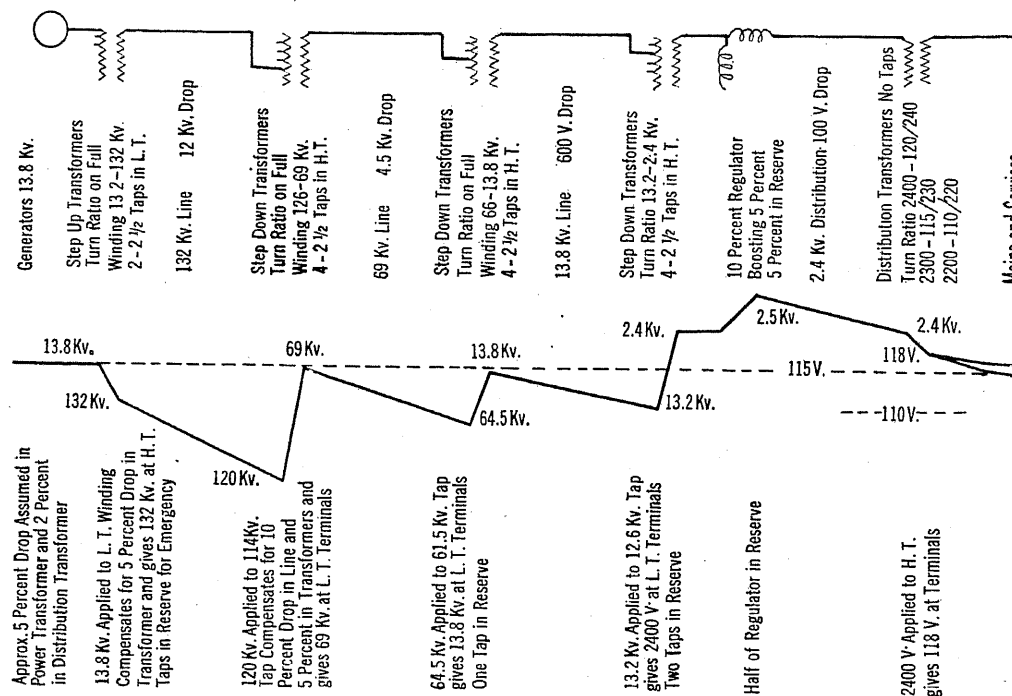 Generators 13.8 Kv.
Step Up Transformers
Turn Ratio on Full
Winding 13 2-132 Kv.
2-2 ½ Taps in L.T.
132 Kv. Line 12 Kv. Drop
Step Down Transformers
Turn Ratio on Full
Winding 126-69 Kv.
4-2 ½ Taps in H.T.
69 Kv. Line 4.5 Kv. Drop
Step Down Transformers
Turn Ratio on Full
Winding 66-13.8 Kv.
4-2 ½ Taps in H.T.
13.8 Kv. Line 600 V. Drop
Step Down Transformers
Turn Ratio 13.2-2.4 Kv.
4-2 ½ Taps in H.T.
10 Percent Regulator
Boosting 5 Percent
5 Percent in Reserve
2.4 Kv. Distribution-100 V. Drop
Distribution Transformers No Taps
Turn Ratio 2400-120/240
2300-115/230
2200-110/220
13.8 Kv.
132 Kv.
120 Kv.
69 Kv.
64.5 Kv.
13.8 Kv.
13.2 Kv.
2.4 Kv.
2.5 Kv.
2.4 Kv.
118 V.
115 V.
110 V.
Approx. 5 Percent Drop Assumed in
Power Transformer and 2 Percent
in Distribution Transformer
13.8 Kv. Applied to L.T. Winding
Compensates for 5 Percent Drop in
Transformer and gives 132 Kv. at H.T.
Taps in Reserve for Emergency
120 Kv. Applied to 114 Kv.
Tap Compensates for 10
Percent Drop in Line and
5 Percent in Transformers and
gives 69 Kv. at L.T. Terminals
64.5 Kv. Applied to 61.5 Kv. Tap
gives 13.8 Kv. at L.T. Terminals
One Tap in Reserve
13.2 Kv. Applied to 12.6 Kv. Tap
gives 2400 V. at L.T. Terminals
Two Taps in Reserve
Half of Regulator in Reserve
2400 V. Applied to H.T.
gives 118 V. at Terminals